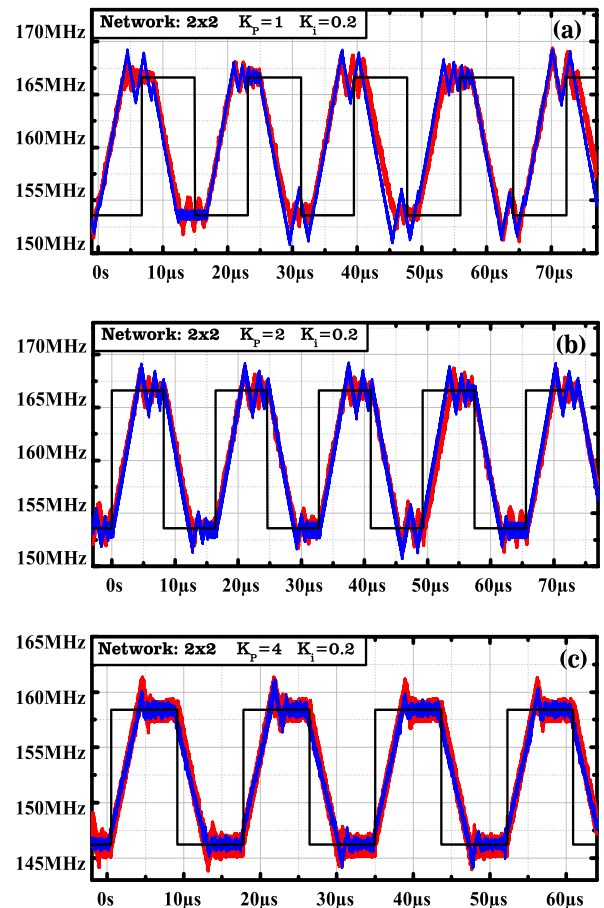 Network: 2x2 K_P=1 K_i=0.2
(a)
170MHz
165MHz
160MHz
155MHz
150MHz
0s 10µs 20µs 30µs 40µs 50µs 60µs 70µs
Network: 2x2 K_P=2 K_i=0.2
(b)
170MHz
165MHz
160MHz
155MHz
150MHz
0s 10µs 20µs 30µs 40µs 50µs 60µs 70µs
Network: 2x2 K_P=4 K_i=0.2
(c)
165MHz
160MHz
155MHz
150MHz
145MHz
0s 10µs 20µs 30µs 40µs 50µs 60µs